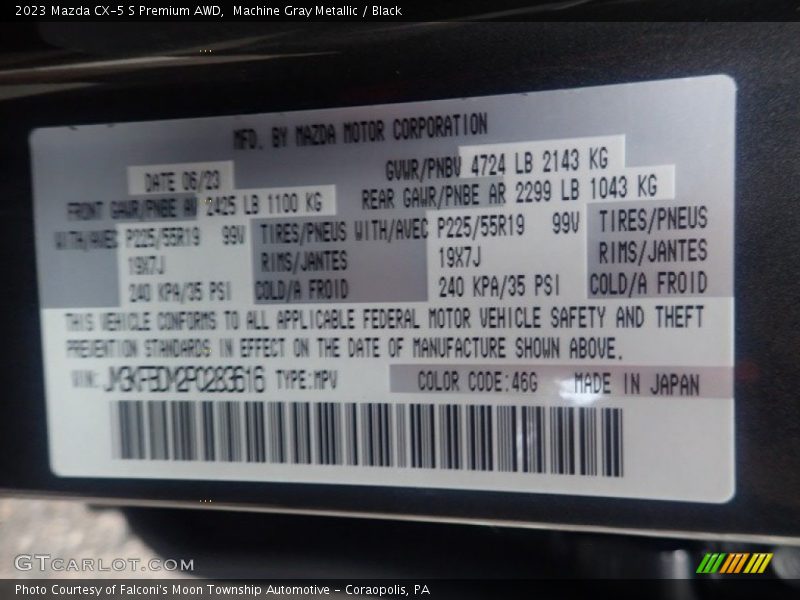 2023 Mazda CX-5 S Premium AWD,  Machine Gray Metallic / Black
MFD. BY MAZDA MOTOR CORPORATION
DATE 06/23 GVWR/PNBV 4724 LB 2143 KG
FRONT GAWR/PNBE AV 2425 LB 1100 KG REAR GAWR/PNBE AR 2299 LB 1043 KG
WITH/AVEC P225/55R19 99V TIRES/PNEUS WITH/AVEC P225/55R19 99V TIRES/PNEUS
19X7J RIMS/JANTES 19X7J RIMS/JANTES
240 KPA/35 PSI COLD/A FROID 240 KPA/35 PSI COLD/A FROID
THIS VEHICLE CONFORMS TO ALL APPLICABLE FEDERAL MOTOR VEHICLE SAFETY AND THEFT
PREVENTION STANDARDS IN EFFECT ON THE DATE OF MANUFACTURE SHOWN ABOVE.
VIN: TYPE:MPV COLOR CODE:46G MADE IN JAPAN
GTCARLOT.COM
Photo Courtesy of Falconi's Moon Township Automotive - Coraopolis, PA